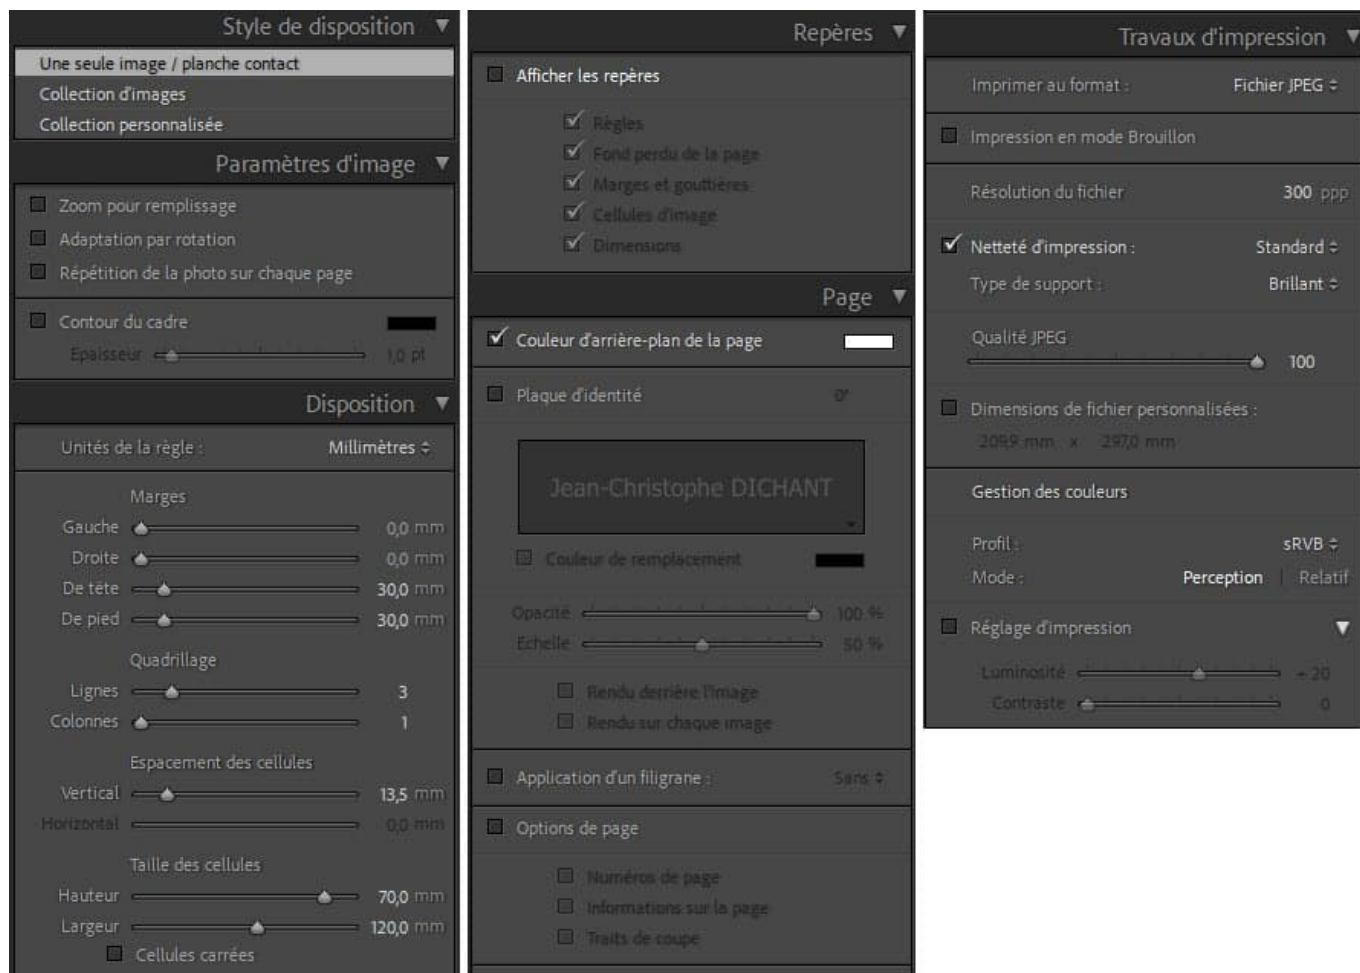 Style de disposition
Une seule image / planche contact
Collection d'images
Collection personnalisée
Paramètres d'image
Zoom pour remplissage
Adaptation par rotation
Répétition de la photo sur chaque page
Contour du cadre
Epaisseur 1,0 pt
Disposition
Unités de la règle : Millimètres
Marges
Gauche 0,0 mm
Droite 0,0 mm
De tête 30,0 mm
De pied 30,0 mm
Quadrillage
Lignes 3
Colonnes 1
Espacement des cellules
Vertical 13,5 mm
Horizontal 0,0 mm
Taille des cellules
Hauteur 70,0 mm
Largeur 120,0 mm
Cellules carrées
Repères
Afficher les repères
Règles
Fond perdu de la page
Marges et gouttières
Cellules d'image
Dimensions
Page
Couleur d'arrière-plan de la page
Plaque d'identité 0°
Jean-Christophe DICHANT
Couleur de remplacement
Opacité 100 %
Echelle 50 %
Rendu derrière l'image
Rendu sur chaque image
Application d'un filigrane : Sans
Options de page
Numéros de page
Informations sur la page
Traits de coupe
Travaux d'impression
Imprimer au format : Fichier JPEG
Impression en mode Brouillon
Résolution du fichier 300 ppp
Netteté d'impression : Standard
Type de support : Brillant
Qualité JPEG
100
Dimensions de fichier personnalisées :
209,9 mm x 297,0 mm
Gestion des couleurs
Profil : sRVB
Mode : Perception Relatif
Réglage d'impression
Luminosité + 20
Contraste 0